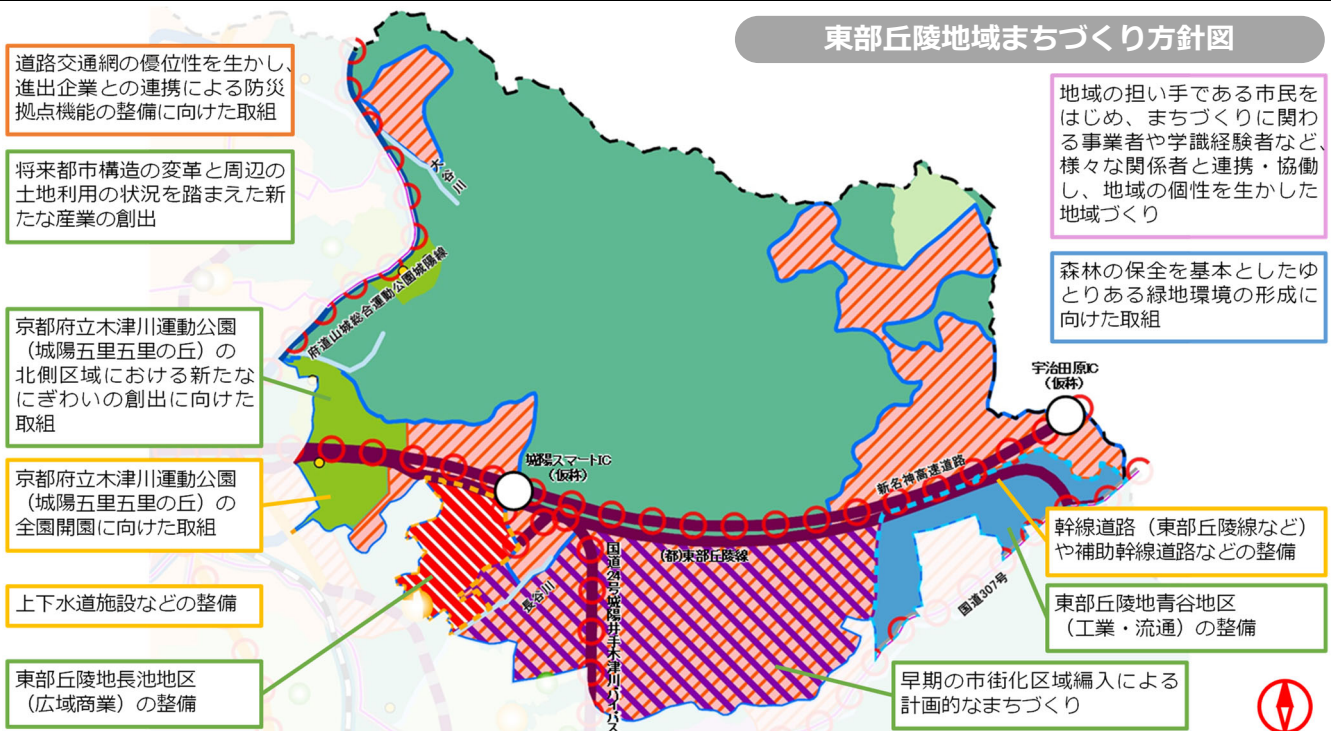 東部丘陵地域まちづくり方針図
道路交通網の優位性を生かし、
進出企業との連携による防災
拠点機能の整備に向けた取組
将来都市構造の変革と周辺の
土地利用の状況を踏まえた新
たな産業の創出
京都府立木津川運動公園
（城陽五里五里の丘）の
北側区域における新たな
にぎわいの創出に向けた
取組
京都府立木津川運動公園
（城陽五里五里の丘）の
全園開園に向けた取組
上下水道施設などの整備
東部丘陵地長池地区
（広域商業）の整備
地域の担い手である市民を
はじめ、まちづくりに関わ
る事業者や学識経験者など、
様々な関係者と連携・協働
し、地域の個性を生かした
地域づくり
森林の保全を基本としたゆ
とりある緑地環境の形成に
向けた取組
幹線道路（東部丘陵線など）
や補助幹線道路などの整備
東部丘陵地青谷地区
（工業・流通）の整備
早期の市街化区域編入による
計画的なまちづくり
大谷川
府道山城総合運動公園城陽線
城陽スマートIC
（仮称）
宇治田原IC
（仮称）
新名神高速道路
（都）東部丘陵線
長谷川
国道24号城陽井手木津川バイパス
国道307号